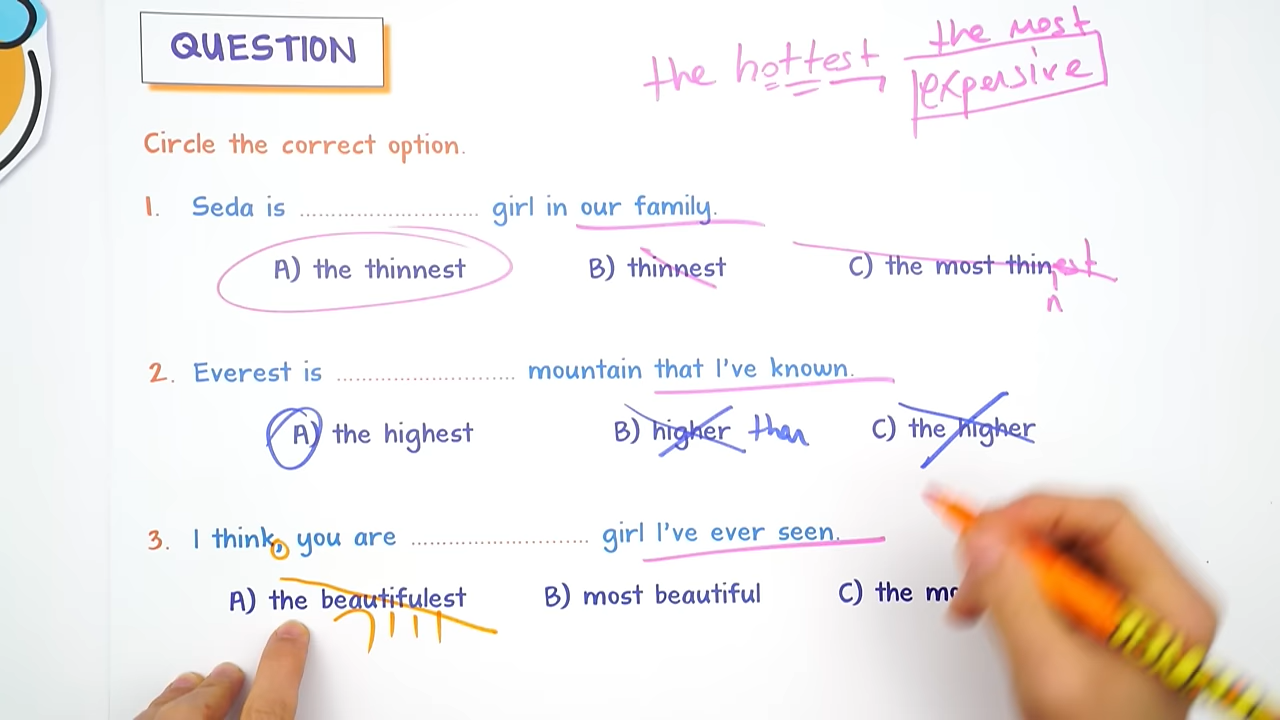 QUESTION
the hottest
the most
expensive
Circle the correct option.
1. Seda is ............................ girl in our family.
A) the thinnest B) thinnest C) the most thinest
n
2. Everest is ............................ mountain that I've known.
A) the highest B) higher than C) the higher
3. I think, you are ............................ girl I've ever seen.
A) the beautifulest B) most beautiful C) the